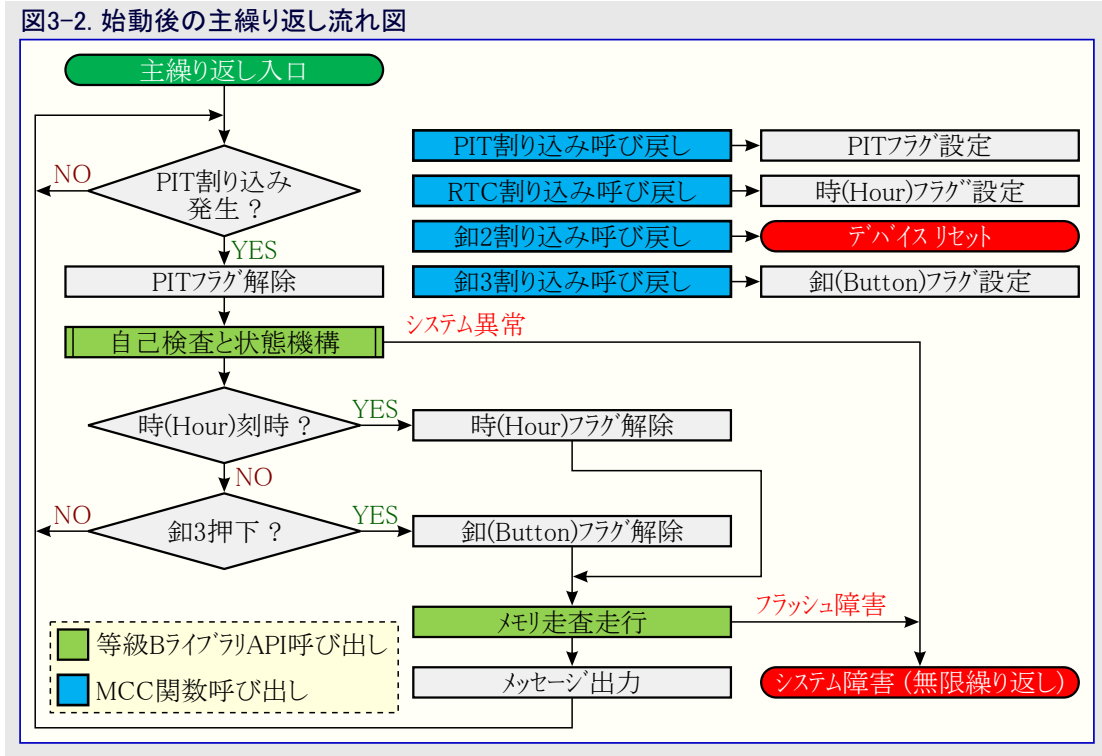 図3-2. 始動後の主繰り返し流れ図
主繰り返し入口
PIT割り込み
発生？
NO
YES
PITフラグ解除
自己検査と状態機構
システム異常
時(Hour)刻時？
YES
時(Hour)フラグ解除
NO
釦3押下？
NO
YES
釦(Button)フラグ解除
メモリ走査走行
フラッシュ障害
メッセージ出力
システム障害(無限繰り返し)
PIT割り込み呼び戻し
PITフラグ設定
RTC割り込み呼び戻し
時(Hour)フラグ設定
釦2割り込み呼び戻し
デバイス リセット
釦3割り込み呼び戻し
釦(Button)フラグ設定
等級BライブラリAPI呼び出し
MCC関数呼び出し